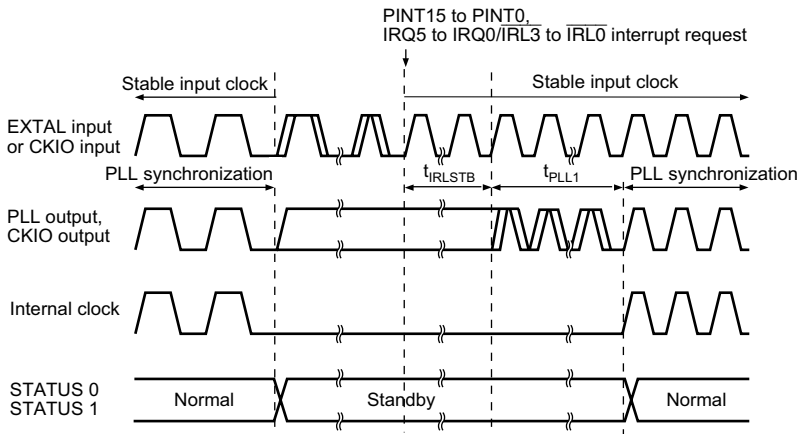 PINT15 to PINT0,
IRQ5 to IRQ0/IRL3 to IRL0 interrupt request
Stable input clock
Stable input clock
EXTAL input
or CKIO input
PLL synchronization
tIRLSTB
tPLL1
PLL synchronization
PLL output,
CKIO output
Internal clock
STATUS 0
STATUS 1
Normal
Standby
Normal